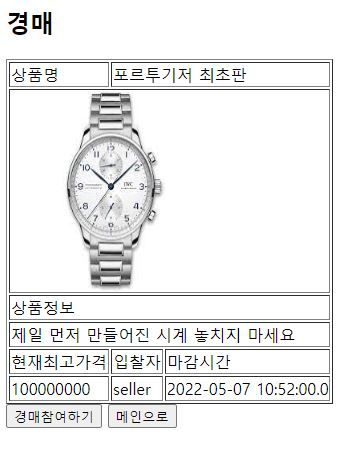 경매
상품명 포르투기저 최초판
IWC
상품정보
제일 먼저 만들어진 시계 놓치지 마세요
현재최고가격 입찰자 마감시간
100000000 seller 2022-05-07 10:52:00.0
경매참여하기 메인으로